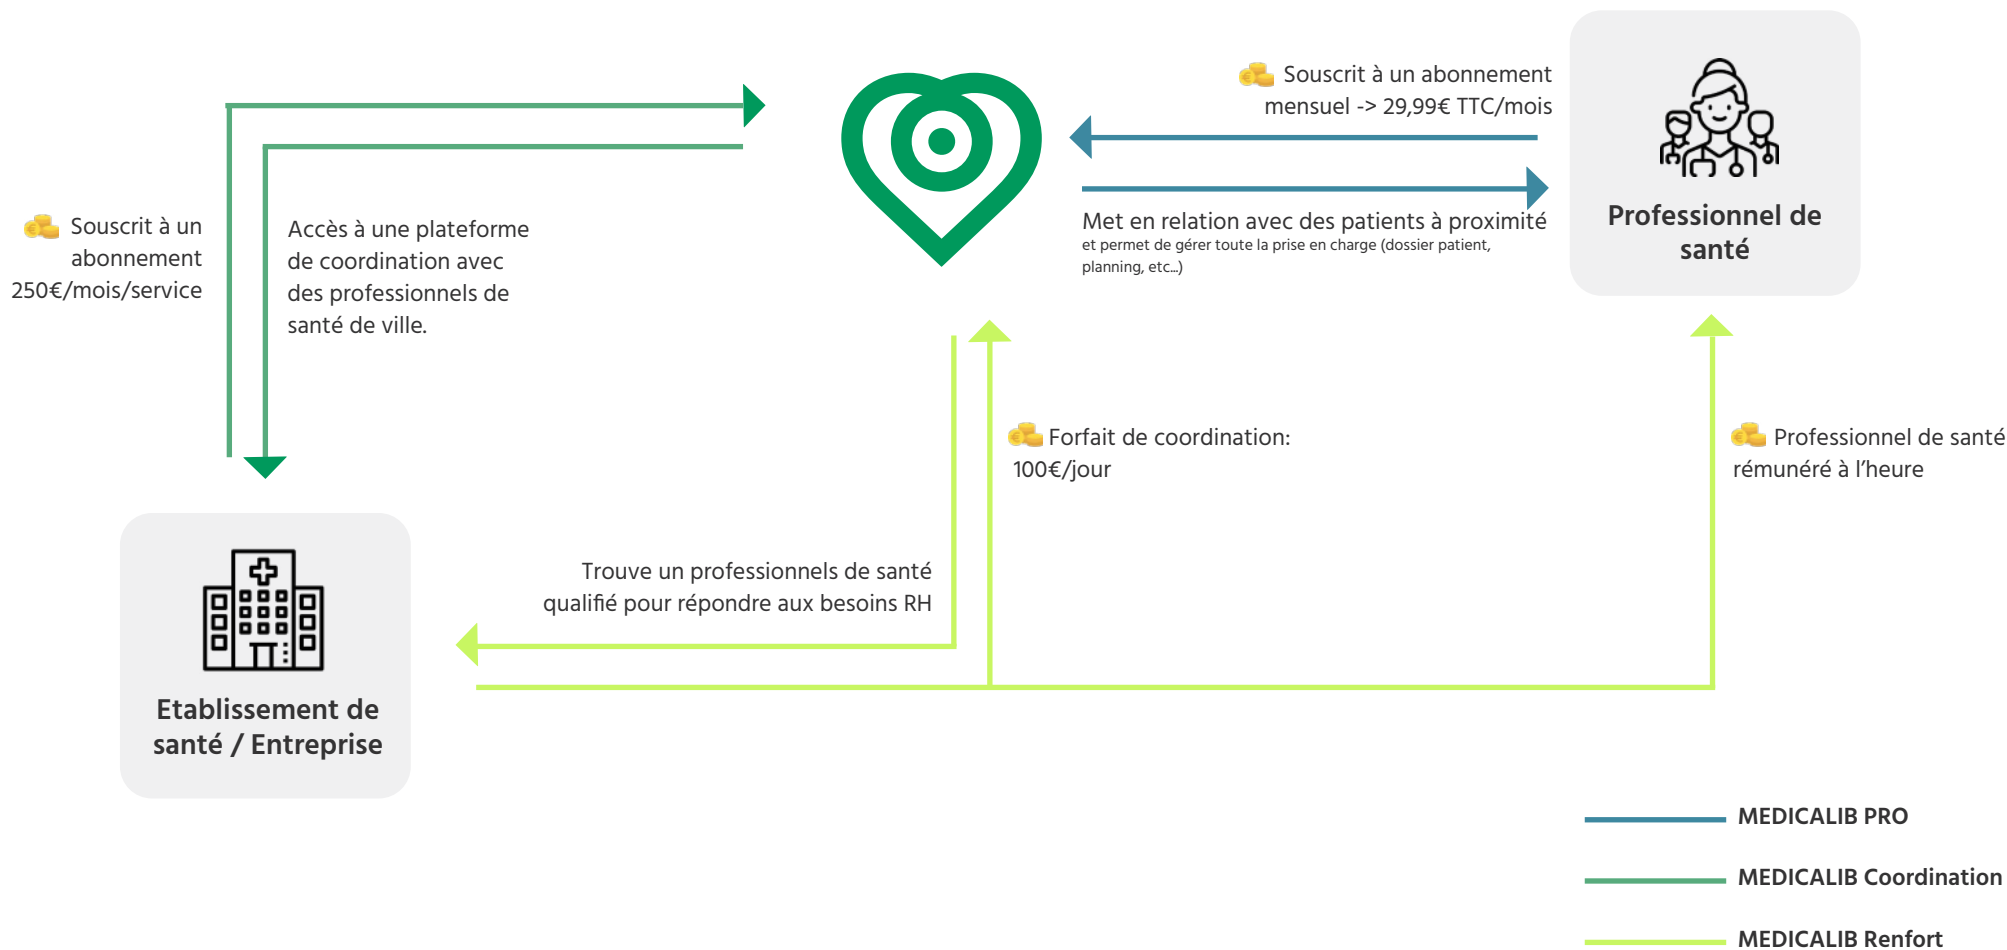 Souscrit à un abonnement
mensuel -> 29,99€ TTC/mois
Professionnel de
santé
Met en relation avec des patients à proximité
et permet de gérer toute la prise en charge (dossier patient,
planning, etc...)
Souscrit à un
abonnement
250€/mois/service
Accès à une plateforme
de coordination avec
des professionnels de
santé de ville.
Forfait de coordination:
100€/jour
Professionnel de santé
rémunéré à l’heure
Trouve un professionnels de santé
qualifié pour répondre aux besoins RH
Etablissement de
santé / Entreprise
MEDICALIB PRO
MEDICALIB Coordination
MEDICALIB Renfort